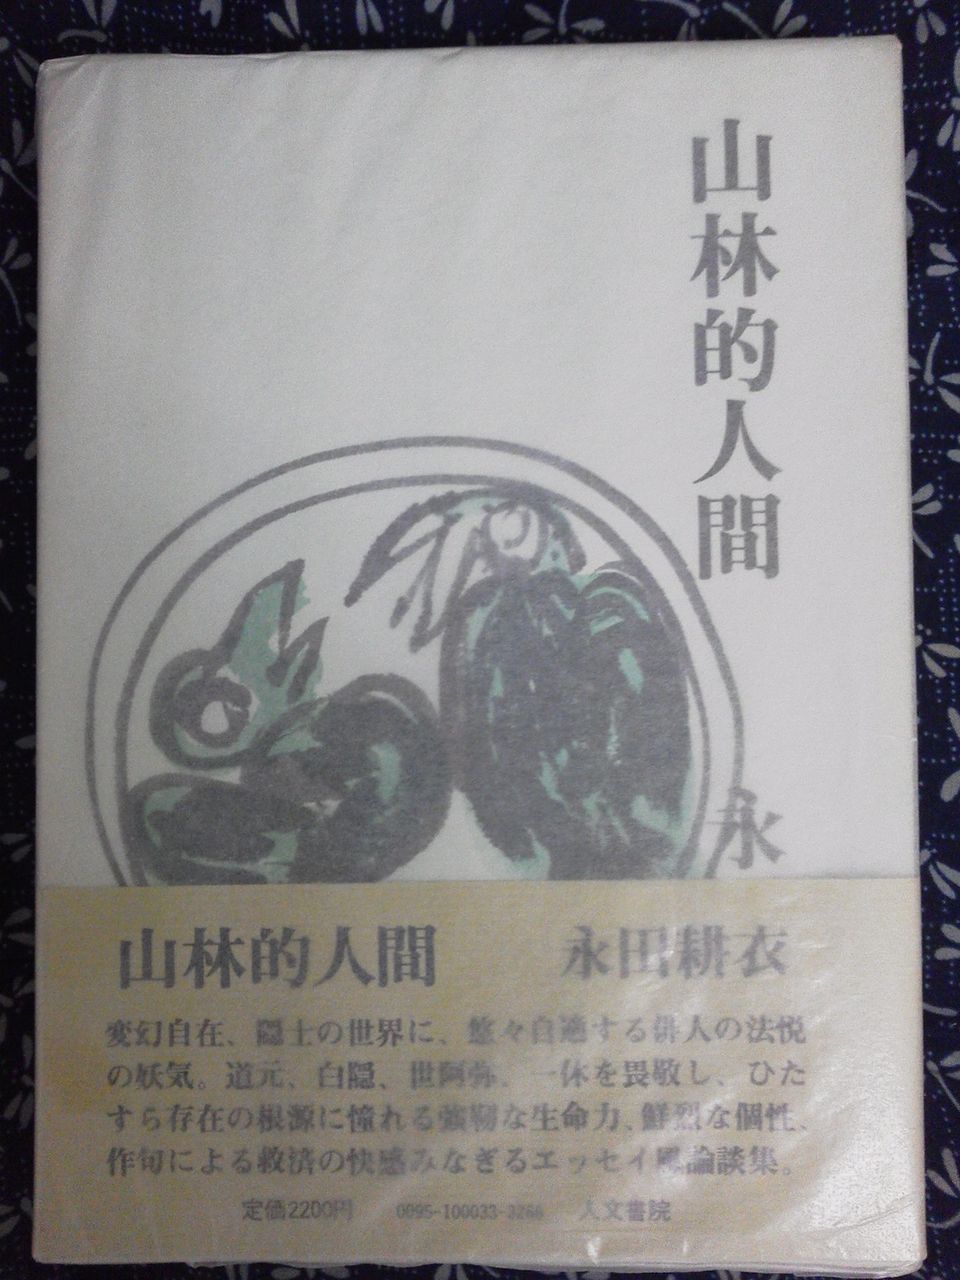 山林的人間
永
山林的人間 永田耕衣
変幻自在、隠士の世界に、悠々自適する俳人の法悦
の妖気。道元、白隠、世阿弥、一休を畏敬し、ひた
すら存在の根源に憧れる強靭な生命力、鮮烈な個性、
作句による救済の快感みなぎるエッセイ風論談集。
定価2200円 0095-100033-3266 人文書院